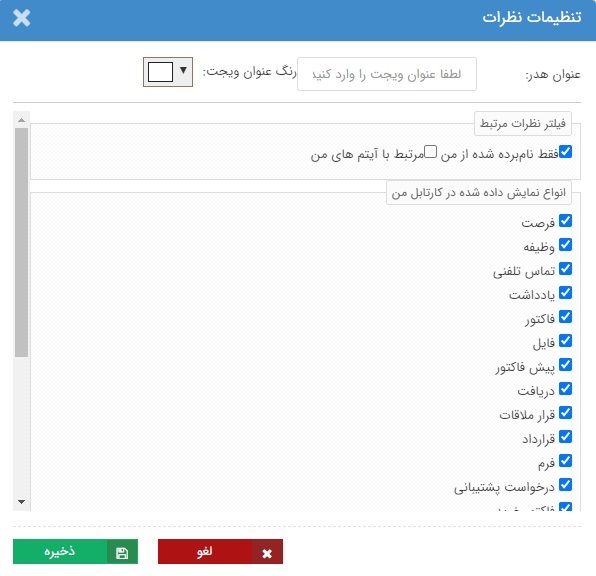 تنظیمات نظرات
عنوان هدر: لطفا عنوان ویجت را وارد کنید رنگ عنوان ویجت:
فیلتر نظرات مرتبط
فقط نام‌برده شده از من مرتبط با آیتم های من
انواع نمایش داده شده در کارتابل من
فرصت
وظیفه
تماس تلفنی
یادداشت
فاکتور
فایل
پیش فاکتور
دریافت
قرار ملاقات
قرارداد
فرم
درخواست پشتیبانی
فاکتور خرید
لغو ذخیره